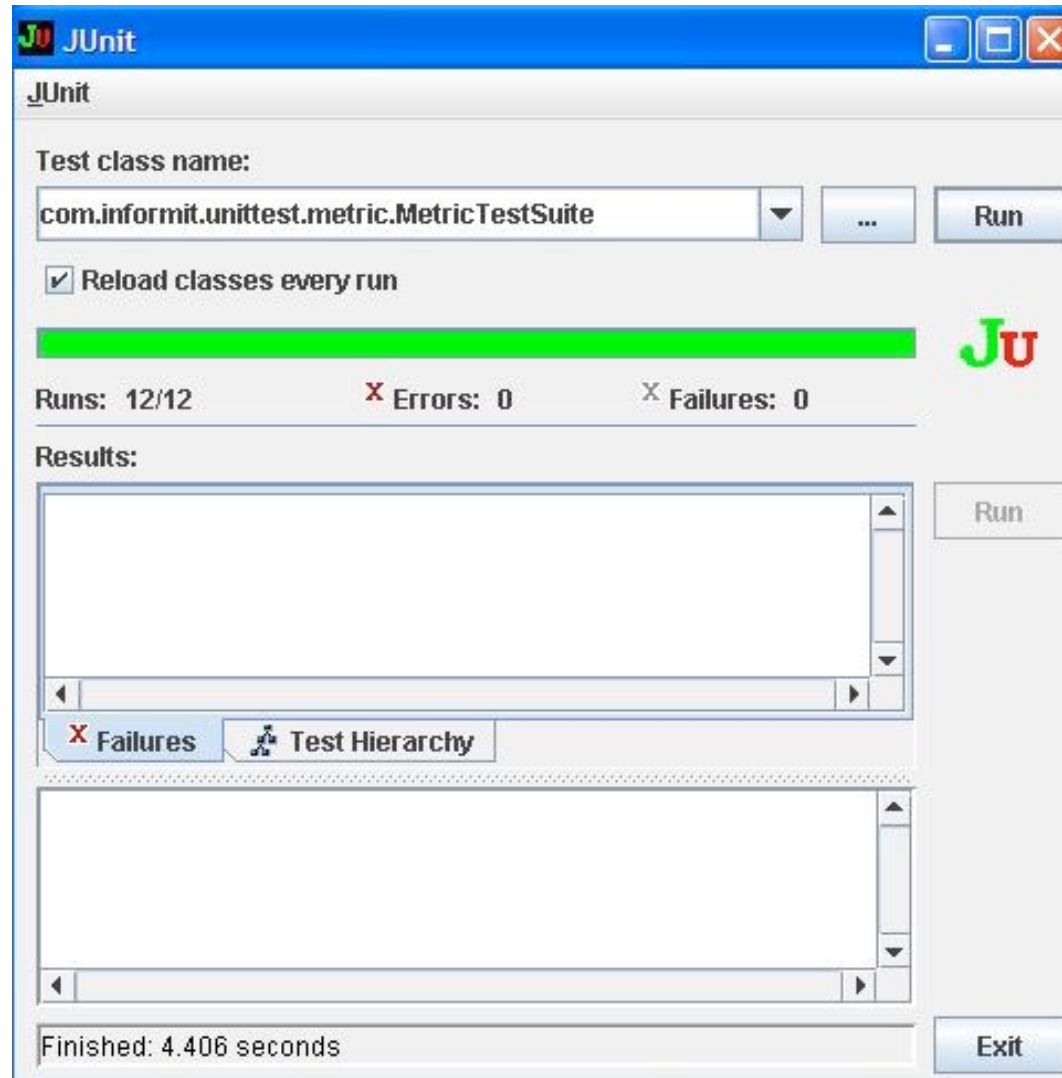 JU JUnit
JUnit
Test class name:
com.informit.unittest.metric.MetricTestSuite ... Run
Reload classes every run
JU
Runs: 12/12 X Errors: 0 X Failures: 0
Results:
Run
X Failures Test Hierarchy
Finished: 4.406 seconds Exit